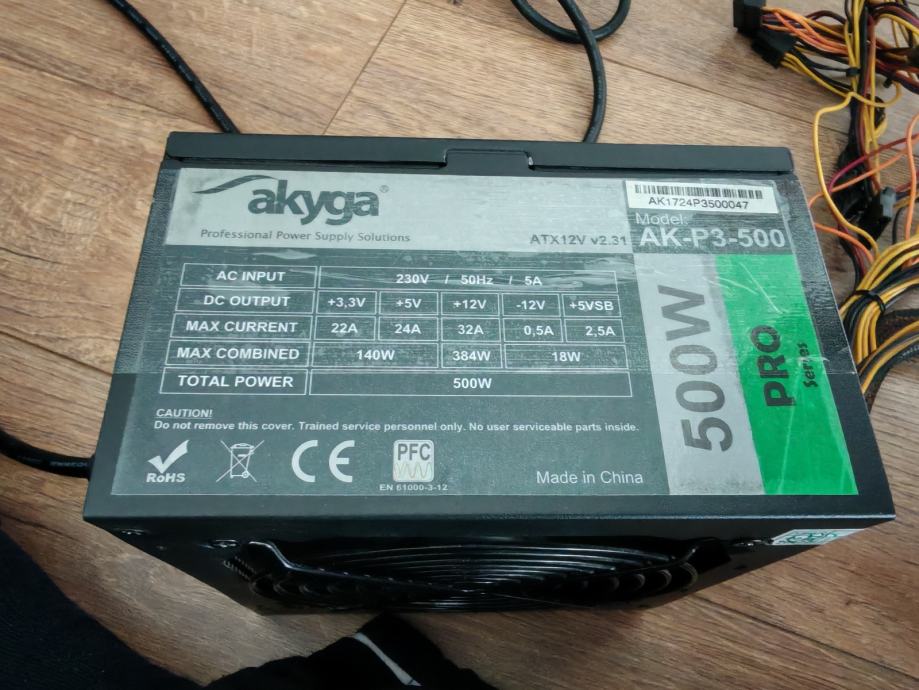 akyga®
Professional Power Supply Solutions
ATX12V v2.31
AK1724P3500047
Model:
AK-P3-500
AC INPUT 230V / 50Hz / 5A
DC OUTPUT +3,3V +5V +12V -12V +5VSB
MAX CURRENT 22A 24A 32A 0,5A 2,5A
MAX COMBINED 140W 384W 18W
TOTAL POWER 500W
500W
PRO
Series
CAUTION!
Do not remove this cover. Trained service personnel only. No user serviceable parts inside.
RoHS
CE
PFC
EN 61000-3-12
Made in China